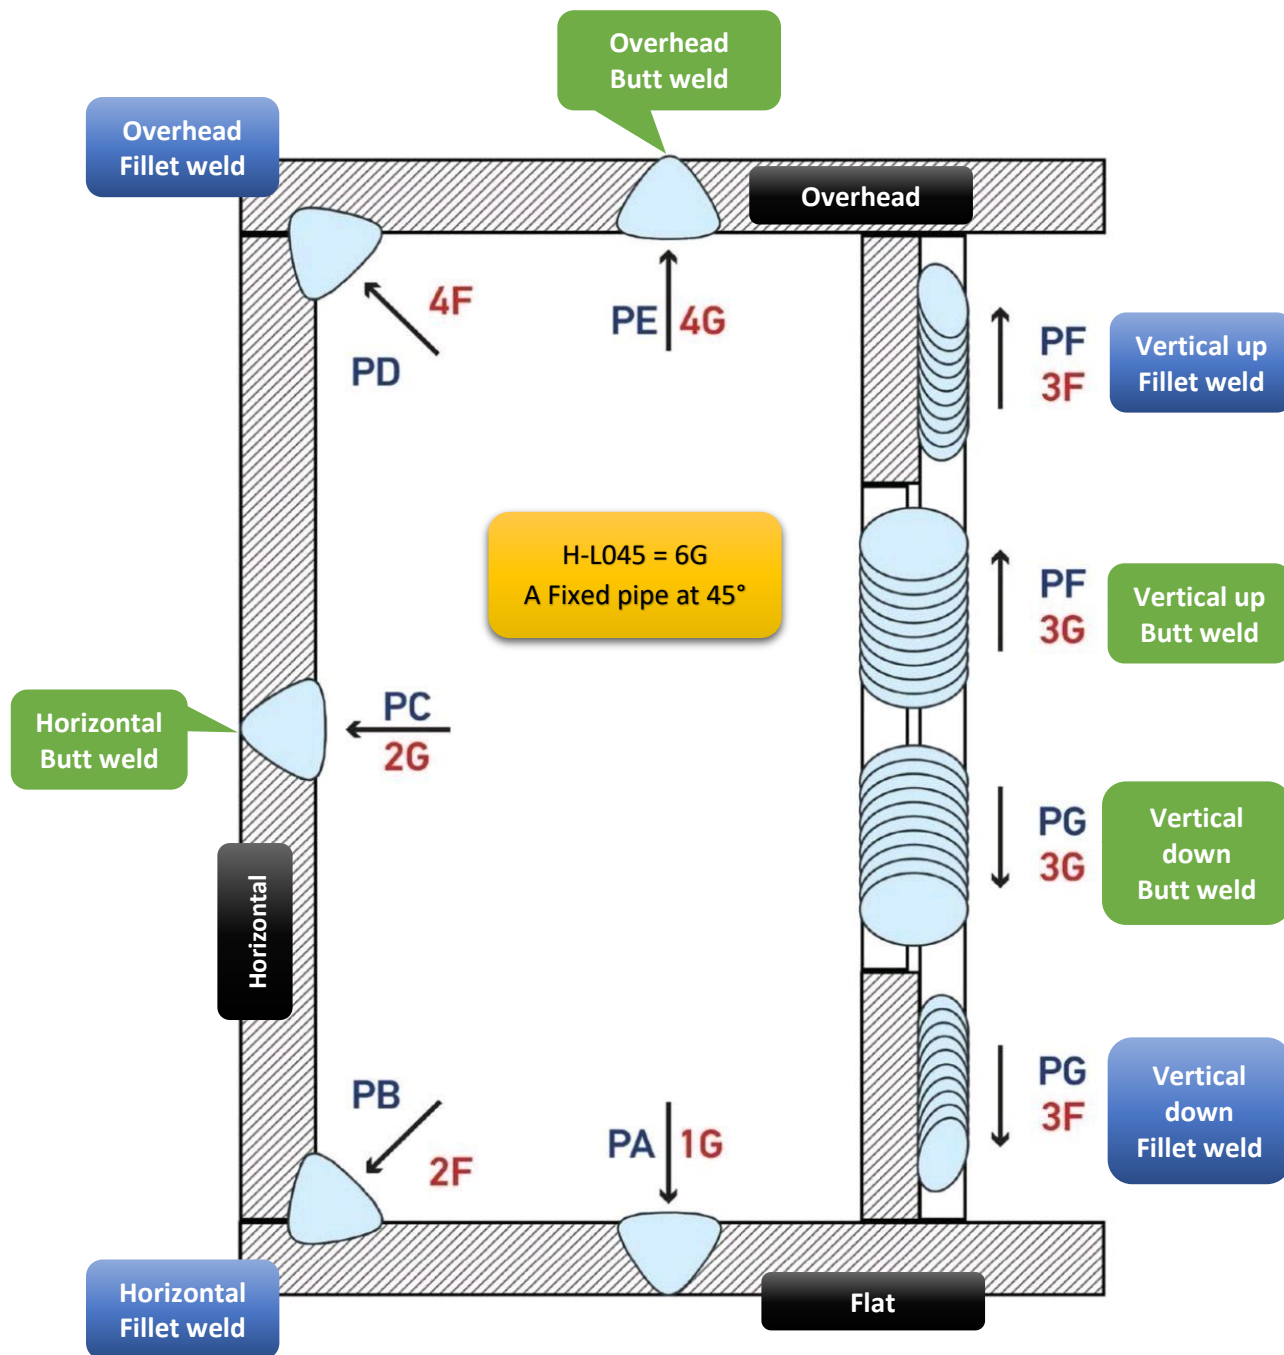 Overhead
Butt weld
Overhead
Fillet weld
Overhead
4F
PD
PE 4G
PF
3F
Vertical up
Fillet weld
H-L045 = 6G
A Fixed pipe at 45°
PF
3G
Vertical up
Butt weld
Horizontal
Butt weld
PC
2G
PG
3G
Vertical
down
Butt weld
Horizontal
PB
2F
PA 1G
PG
3F
Vertical
down
Fillet weld
Horizontal
Fillet weld
Flat